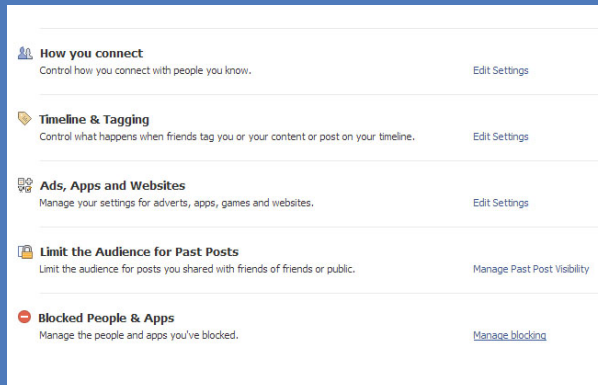 How you connect
Control how you connect with people you know.
Edit Settings
Timeline & Tagging
Control what happens when friends tag you or your content or post on your timeline.
Edit Settings
Ads, Apps and Websites
Manage your settings for adverts, apps, games and websites.
Edit Settings
Limit the Audience for Past Posts
Limit the audience for posts you shared with friends of friends or public.
Manage Past Post Visibility
Blocked People & Apps
Manage the people and apps you've blocked.
Manage blocking